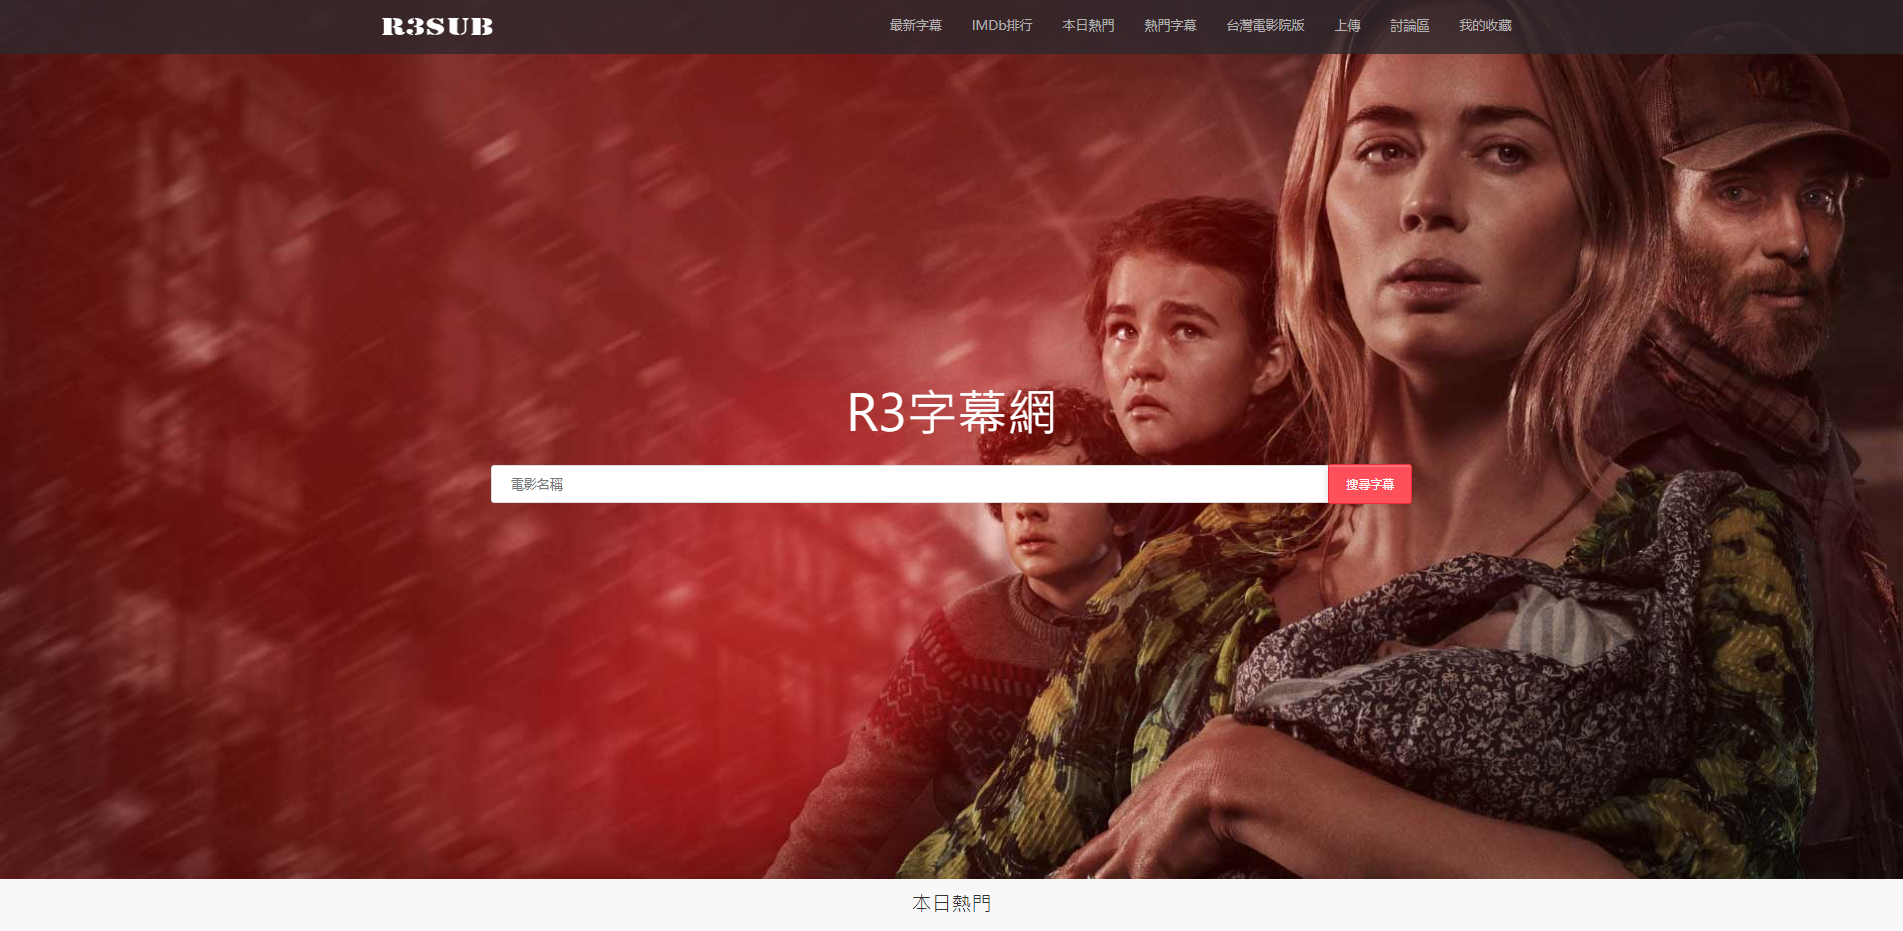 R3SUB
最新字幕
IMDb排行
本日熱門
熱門字幕
台灣電影院版
上傳
討論區
我的收藏
R3字幕網
電影名稱
搜尋字幕
本日熱門